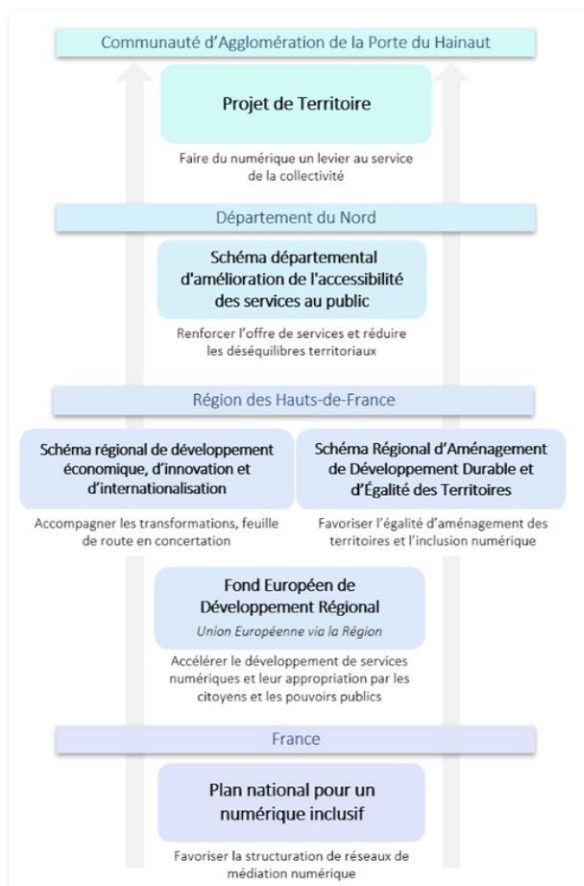 Communauté d'Agglomération de la Porte du Hainaut
Projet de Territoire
Faire du numérique un levier au service
de la collectivité
Département du Nord
Schéma départemental
d'amélioration de l'accessibilité
des services au public
Renforcer l'offre de services et réduire
les déséquilibres territoriaux
Région des Hauts-de-France
Schéma régional de développement
économique, d'innovation et
d'internationalisation
Accompagner les transformations, feuille
de route en concertation
Schéma Régional d'Aménagement
de Développement Durable et
d'Égalité des Territoires
Favoriser l'égalité d'aménagement des
territoires et l'inclusion numérique
Fond Européen de
Développement Régional
Union Européenne via la Région
Accélérer le développement de services
numériques et leur appropriation par les
citoyens et les pouvoirs publics
France
Plan national pour un
numérique inclusif
Favoriser la structuration de réseaux de
médiation numérique